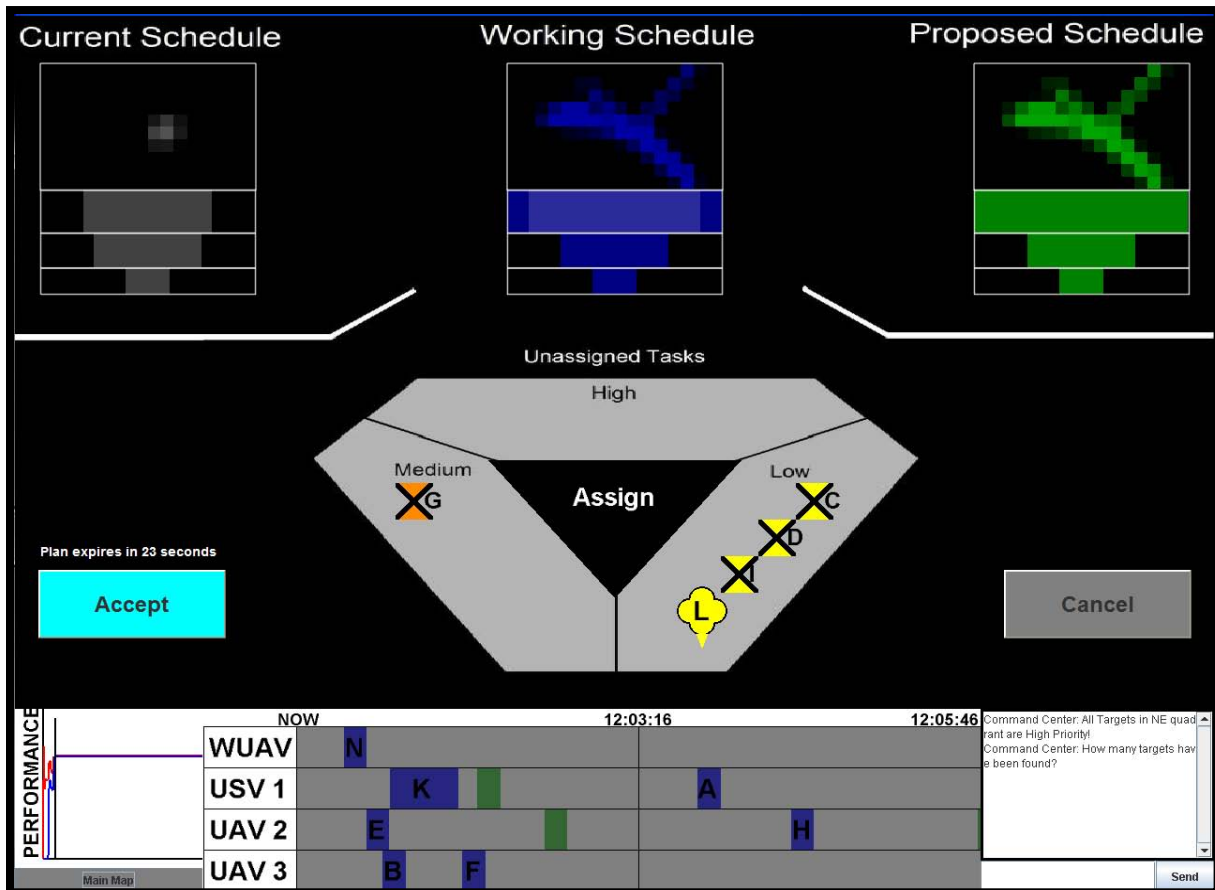 Current Schedule
Working Schedule
Proposed Schedule
Unassigned Tasks
High
Medium
Low
G
C
Assign
D
I
Plan expires in 23 seconds
Accept
L
Cancel
PERFORMANCE
NOW
12:03:16
12:05:46
WUAV
N
USV 1
K
A
UAV 2
E
H
UAV 3
B
F
Main Map
Command Center: All Targets in NE quad
rant are High Priority!
Command Center: How many targets hav
e been found?
Send